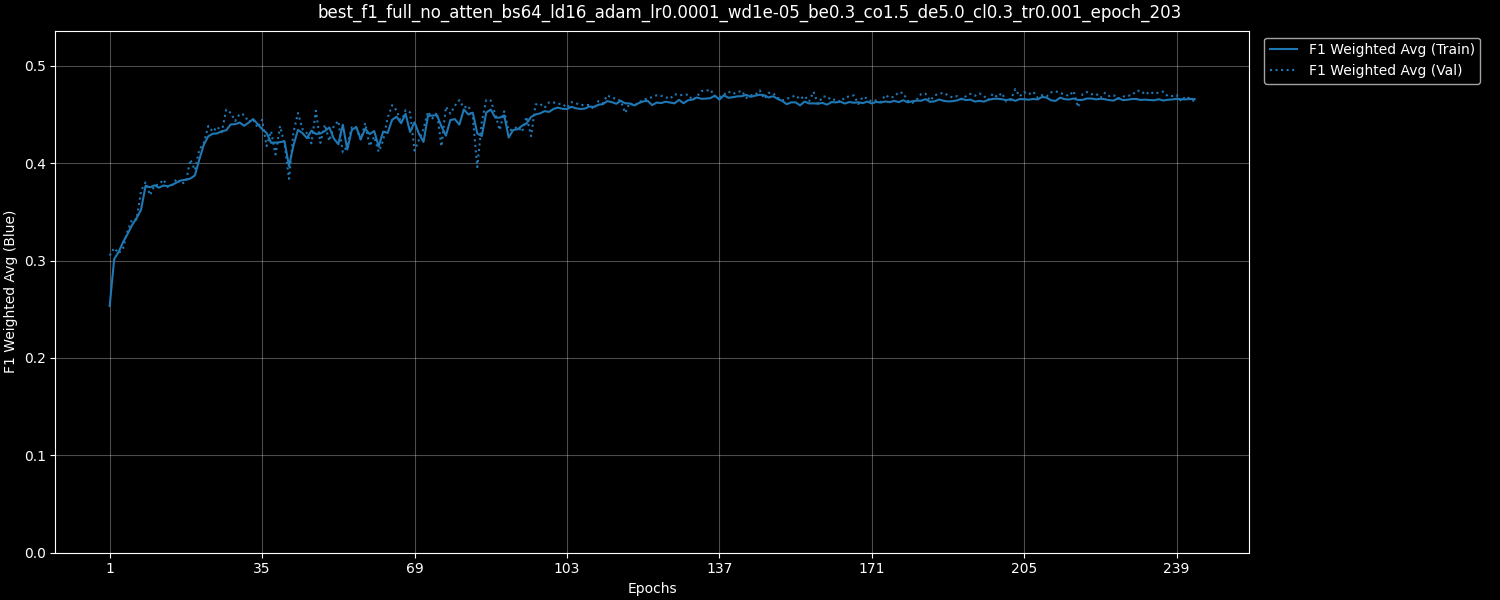 best_f1_full_no_atten_bs64_ld16_adam_lr0.0001_wd1e-05_be0.3_co1.5_de5.0_cl0.3_tr0.001_epoch_203
F1 Weighted Avg (Train)
F1 Weighted Avg (Val)
F1 Weighted Avg (Blue)
0.5
0.4
0.3
0.2
0.1
0.0
1 35 69 103 137 171 205 239
Epochs